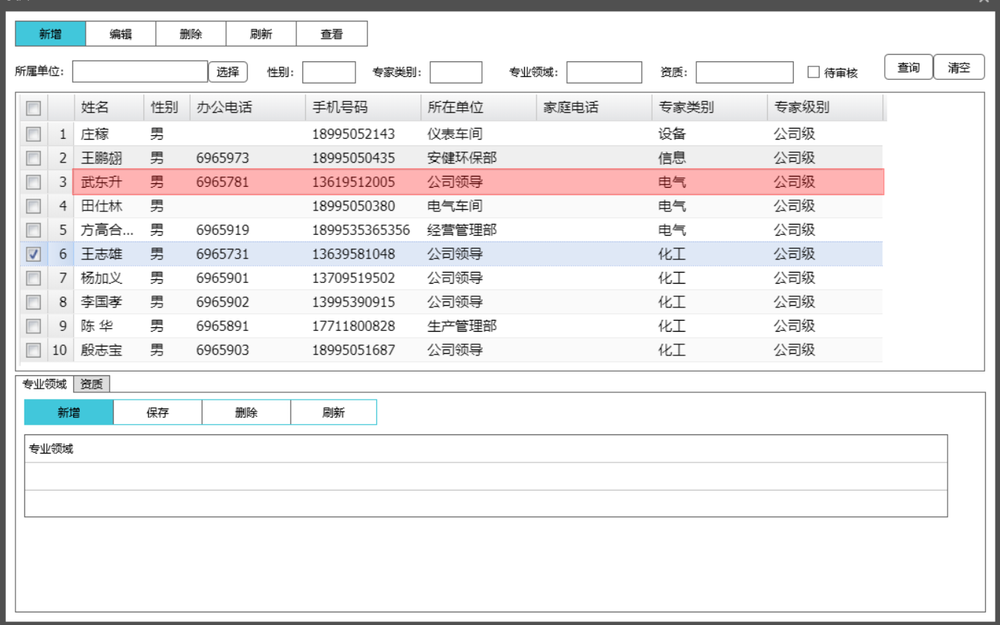 新增 编辑 删除 刷新 查看
所属单位: 选择 性别: 专家类别: 专业领域: 资质: 待审核 查询 清空
姓名 性别 办公电话 手机号码 所在单位 家庭电话 专家类别 专家级别
1 庄稼 男 18995052143 仪表车间 设备 公司级
2 王鹏翃 男 6965973 18995050435 安健环保部 信息 公司级
3 武东升 男 6965781 13619512005 公司领导 电气 公司级
4 田仕林 男 18995050380 电气车间 电气 公司级
5 方高合... 男 6965919 1899535365356 经营管理部 电气 公司级
6 王志雄 男 6965731 13639581048 公司领导 化工 公司级
7 杨加义 男 6965901 13709519502 公司领导 化工 公司级
8 李国孝 男 6965902 13995390915 公司领导 化工 公司级
9 陈 华 男 6965891 17711800828 生产管理部 化工 公司级
10 殷志宝 男 6965903 18995051687 公司领导 化工 公司级
专业领域 资质
新增 保存 删除 刷新
专业领域